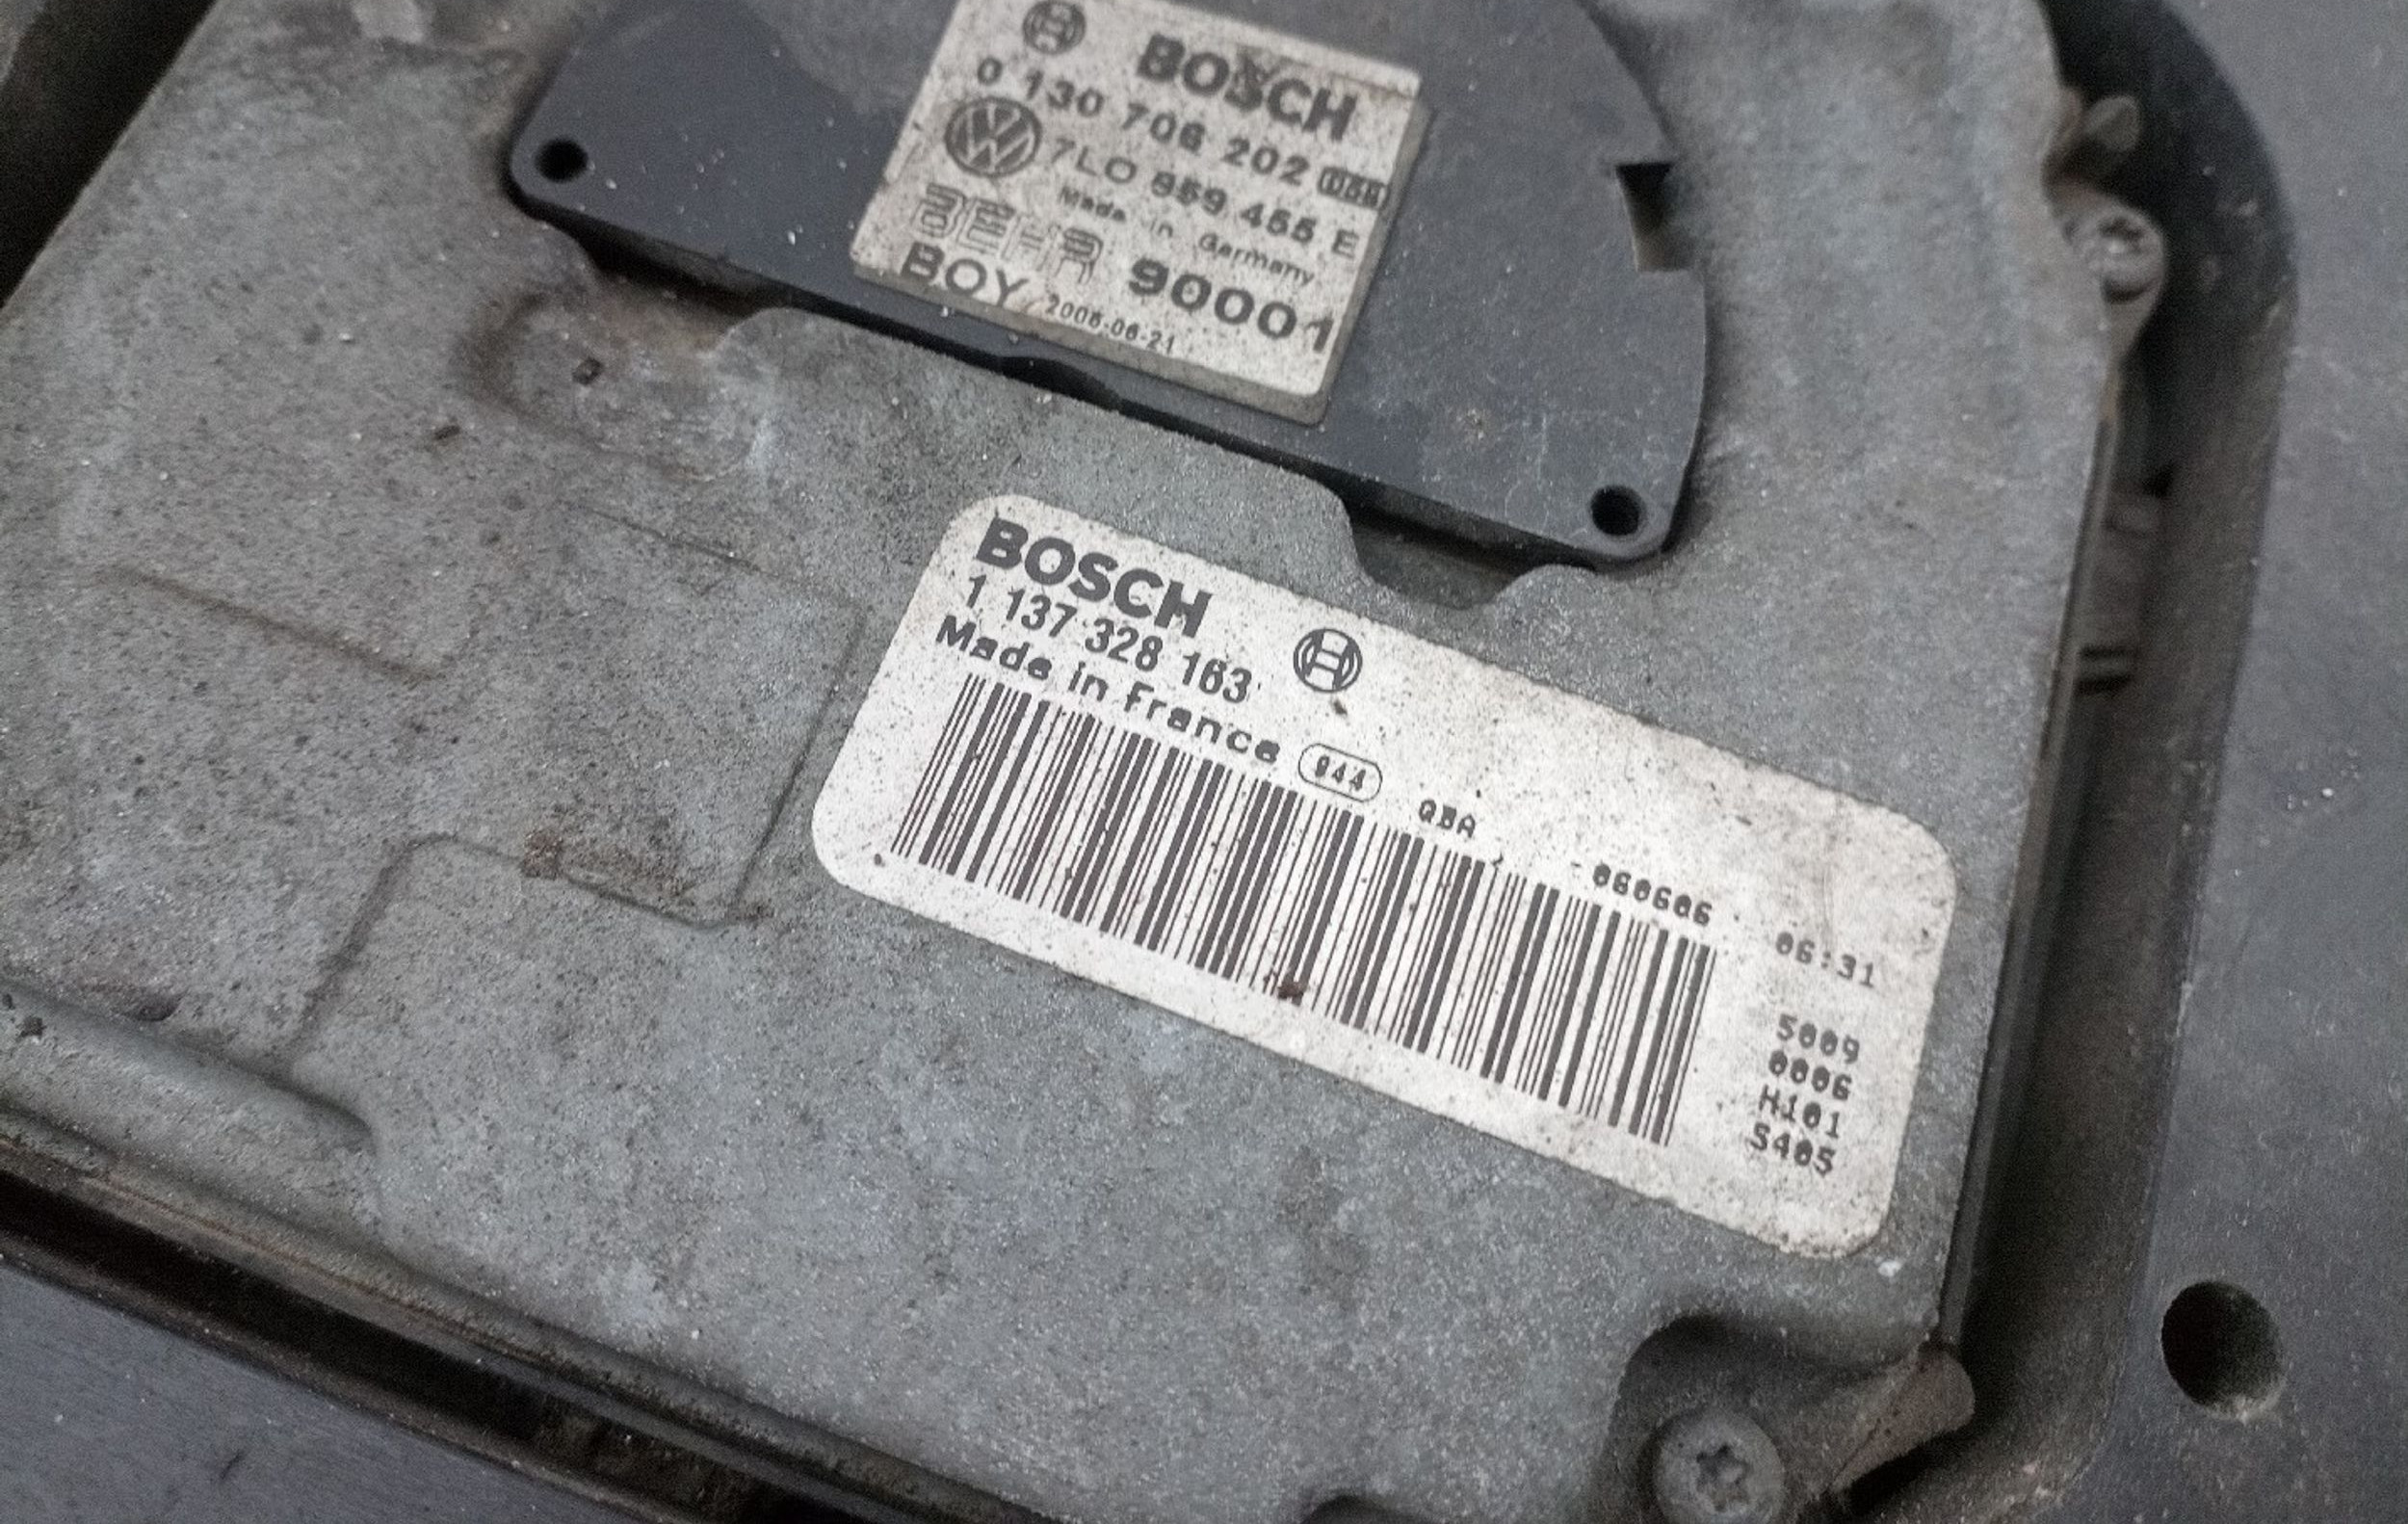 BOSCH
0 130 706 202
7L0 959 455 E
Made in Germany
BEHR 90001
BOY 2006-06-21
BOSCH
1 137 328 163
Made in France 944 QBA - 060606 06:31
5009
0006
H101
S405